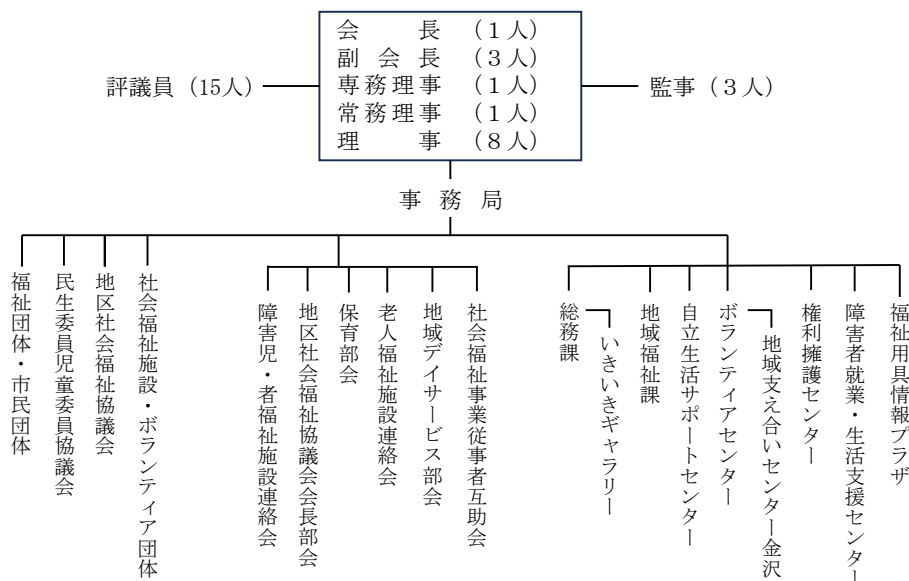 会長（１人）
副会長（３人）
専務理事（１人）
常務理事（１人）
理事（８人）
評議員（15人）
監事（３人）
事務局
福祉団体・市民団体
民生委員児童委員協議会
地区社会福祉協議会
社会福祉施設・ボランティア団体
障害児・者福祉施設連絡会
地区社会福祉協議会会長部会
保育部会
老人福祉施設連絡会
地域デイサービス部会
社会福祉事業従事者互助会
総務課
いきいきギャラリー
地域福祉課
自立生活サポートセンター
ボランティアセンター
地域支え合いセンター金沢
権利擁護センター
障害者就業・生活支援センター
福祉用具情報プラザ